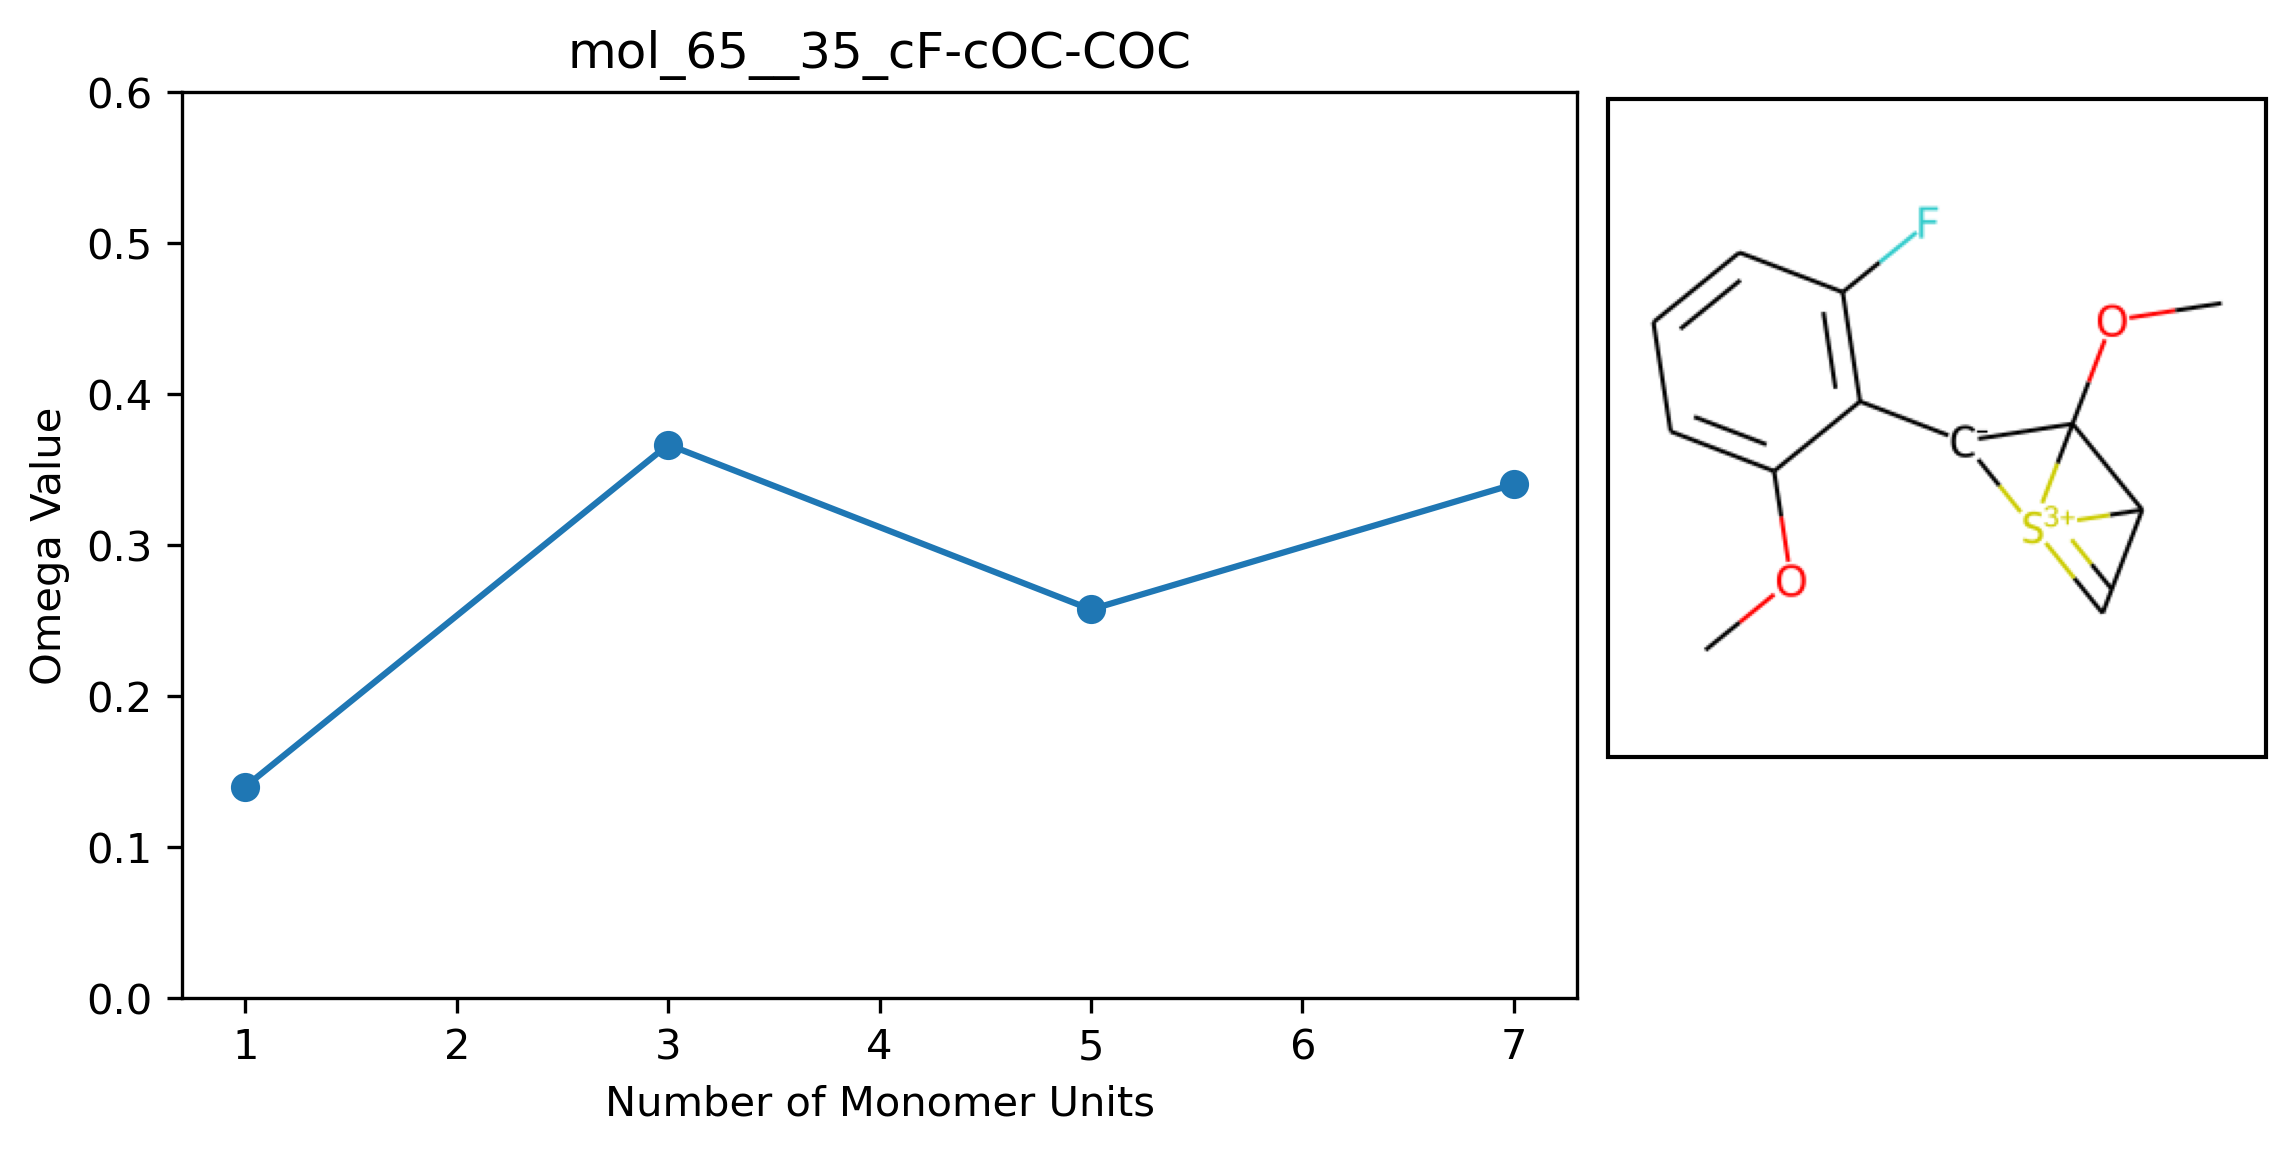 mol_65__35_cF-cOC-COC
0.6
0.5
0.4
0.3
0.2
0.1
0.0
Omega Value
1 2 3 4 5 6 7
Number of Monomer Units
F
O
C-
S3+
O